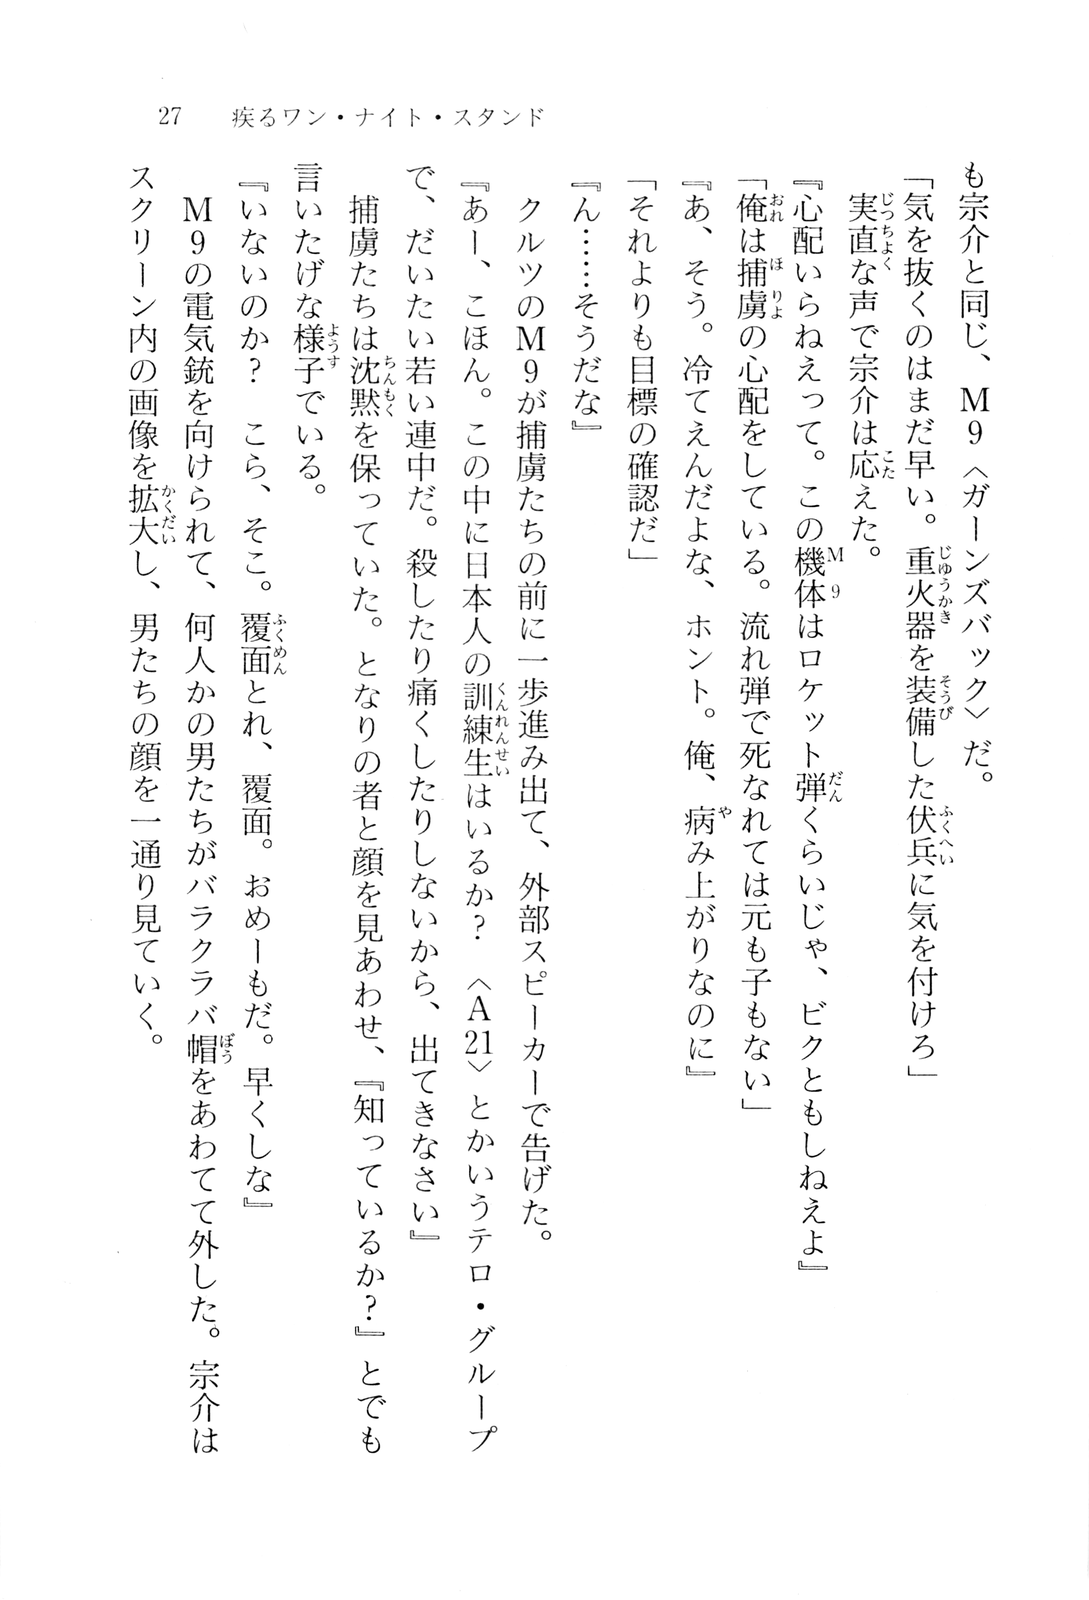 27　疾るワン・ナイト・スタンド
も宗介と同じ、M9〈ガーンズバック〉だ。
「気を抜くのはまだ早い。重火器を装備した伏兵に気を付けろ」
実直な声で宗介は応えた。
『心配いらねえって。この機体はロケット弾くらいじゃ、ビクともしねえよ』
「俺は捕虜の心配をしている。流れ弾で死なれては元も子もない」
『あ、そう。冷てえんだよな、ホント。俺、病み上がりなのに』
「それよりも目標の確認だ」
『ん……そうだな』
クルツのM9が捕虜たちの前に一歩進み出て、外部スピーカーで告げた。
『あー、こほん。この中に日本人の訓練生はいるか？　〈A21〉とかいうテロ・グループ
で、だいたい若い連中だ。殺したり痛くしたりしないから、出てきなさい』
捕虜たちは沈黙を保っていた。となりの者と顔を見あわせ、『知っているか？』とでも
言いたげな様子でいる。
『いないのか？　こら、そこ。覆面とれ、覆面。おめーもだ。早くしな』
M9の電気銃を向けられて、何人かの男たちがバラクラバ帽をあわてて外した。宗介は
スクリーン内の画像を拡大し、男たちの顔を一通り見ていく。